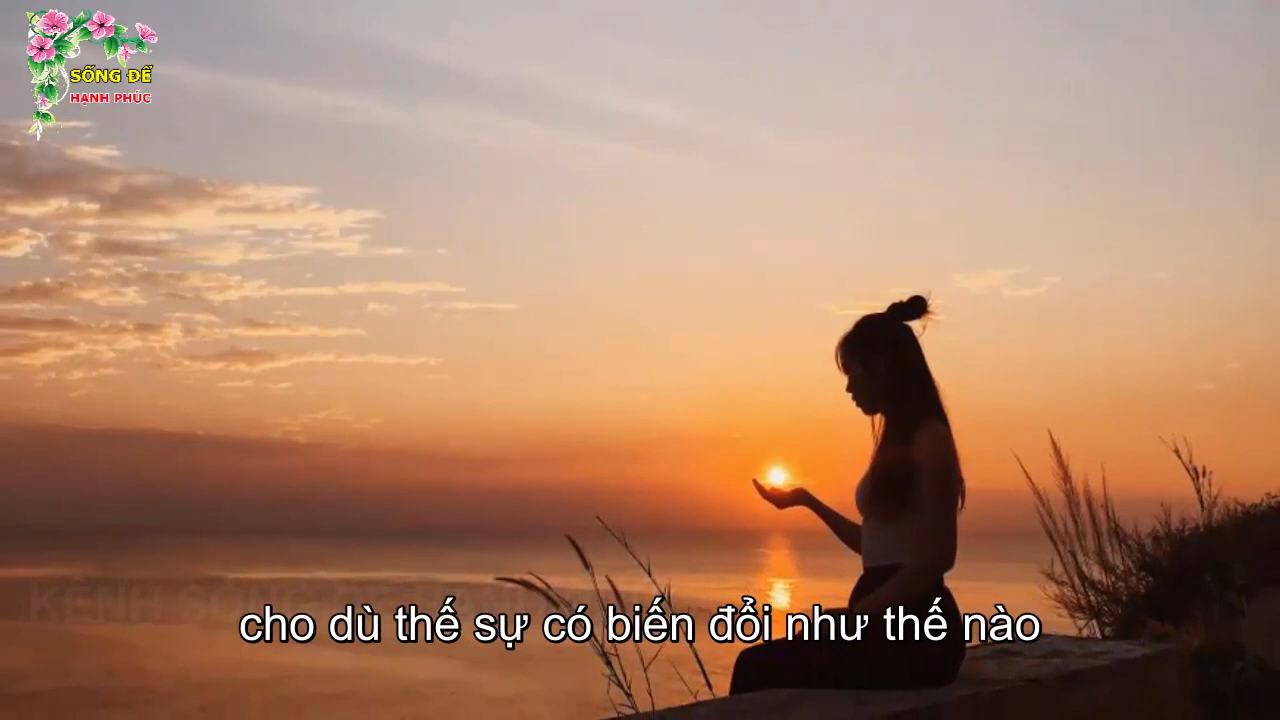 SỐNG ĐỂ
HẠNH PHÚC
cho dù thế sự có biến đổi như thế nào